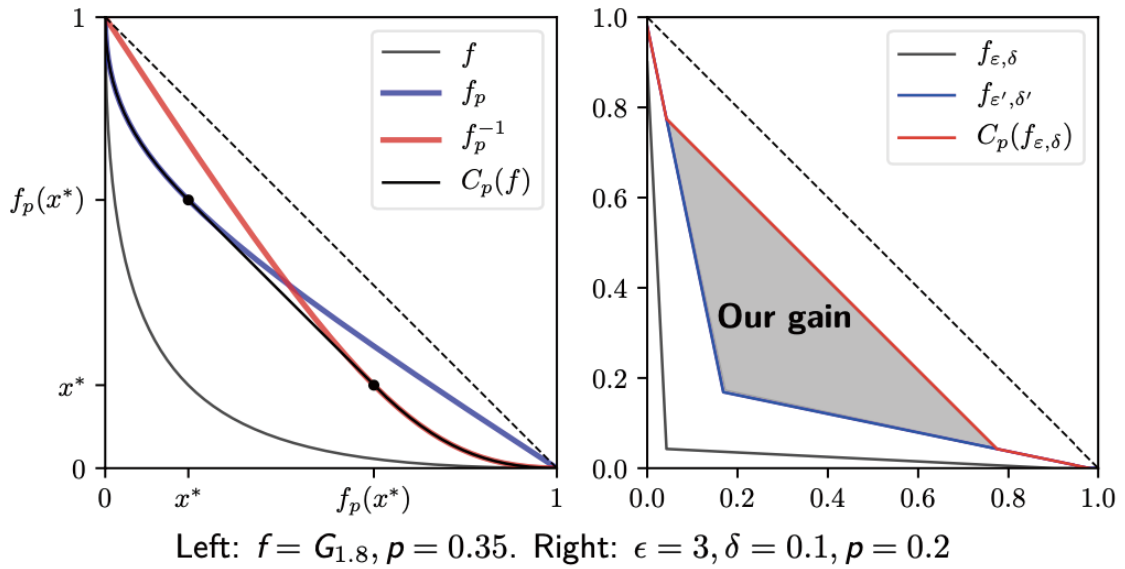 1
f
f_p
f_p^{-1}
C_p(f)
f_p(x*)
x*
0
0
x*
f_p(x*)
1
1.0
f_{ε,δ}
f_{ε′,δ′}
C_p(f_{ε,δ})
0.8
0.6
0.4
Our gain
0.2
0.0
0.0
0.2
0.4
0.6
0.8
1.0
Left: f = G_{1.8}, p = 0.35. Right: ϵ = 3, δ = 0.1, p = 0.2